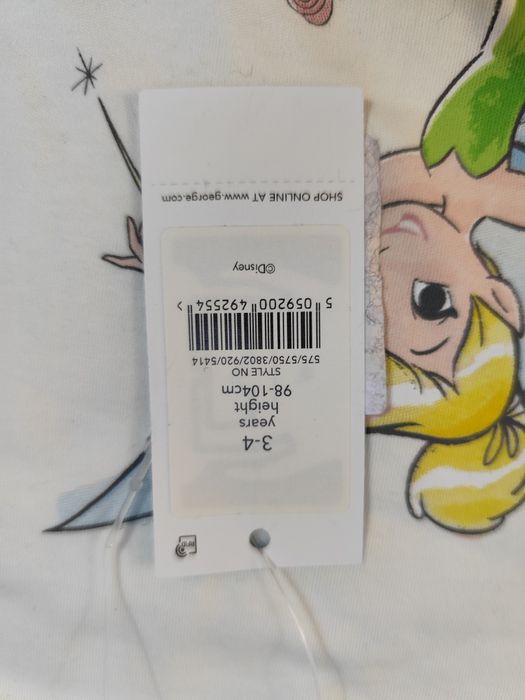 3-4
years
height
98-104cm
STYLE NO
575/5750/3802/920/5414
5 059200 492554 >
©Disney
SHOP ONLINE AT www.george.com